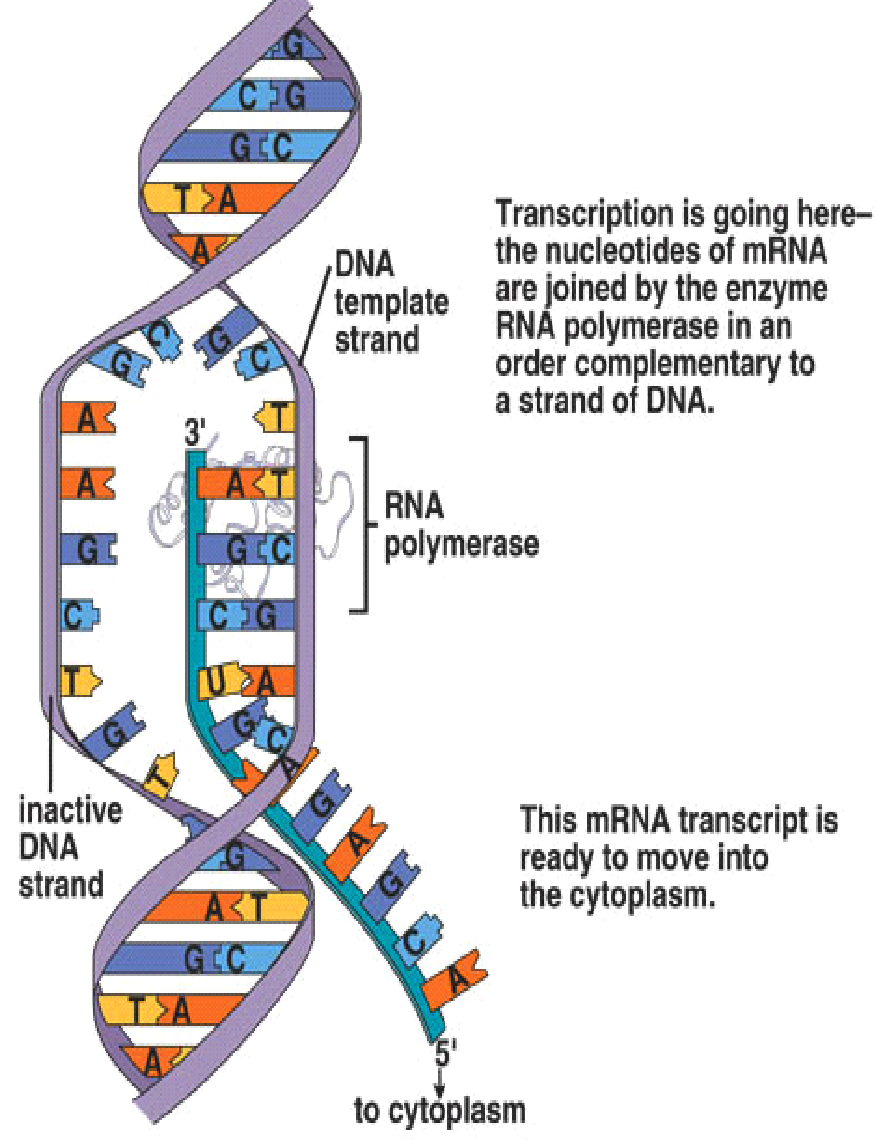 G
C G
G C
T A
A
DNA
template
strand
Transcription is going here–
the nucleotides of mRNA
are joined by the enzyme
RNA polymerase in an
order complementary to
a strand of DNA.
G C G C
A T
3'
A A T
RNA
polymerase
G G C
C C G
T U A
G G C
T A
G
A
G
C
A
inactive
DNA
strand
This mRNA transcript is
ready to move into
the cytoplasm.
G
A T
G C
T A
A
5'
to cytoplasm